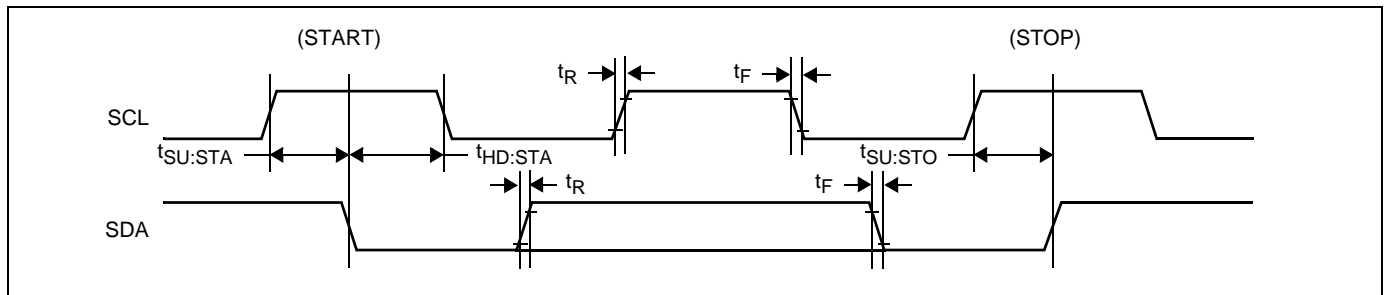 (START) (STOP)
tR tF
SCL
tSU:STA tHD:STA tSU:STO
tR tF
SDA